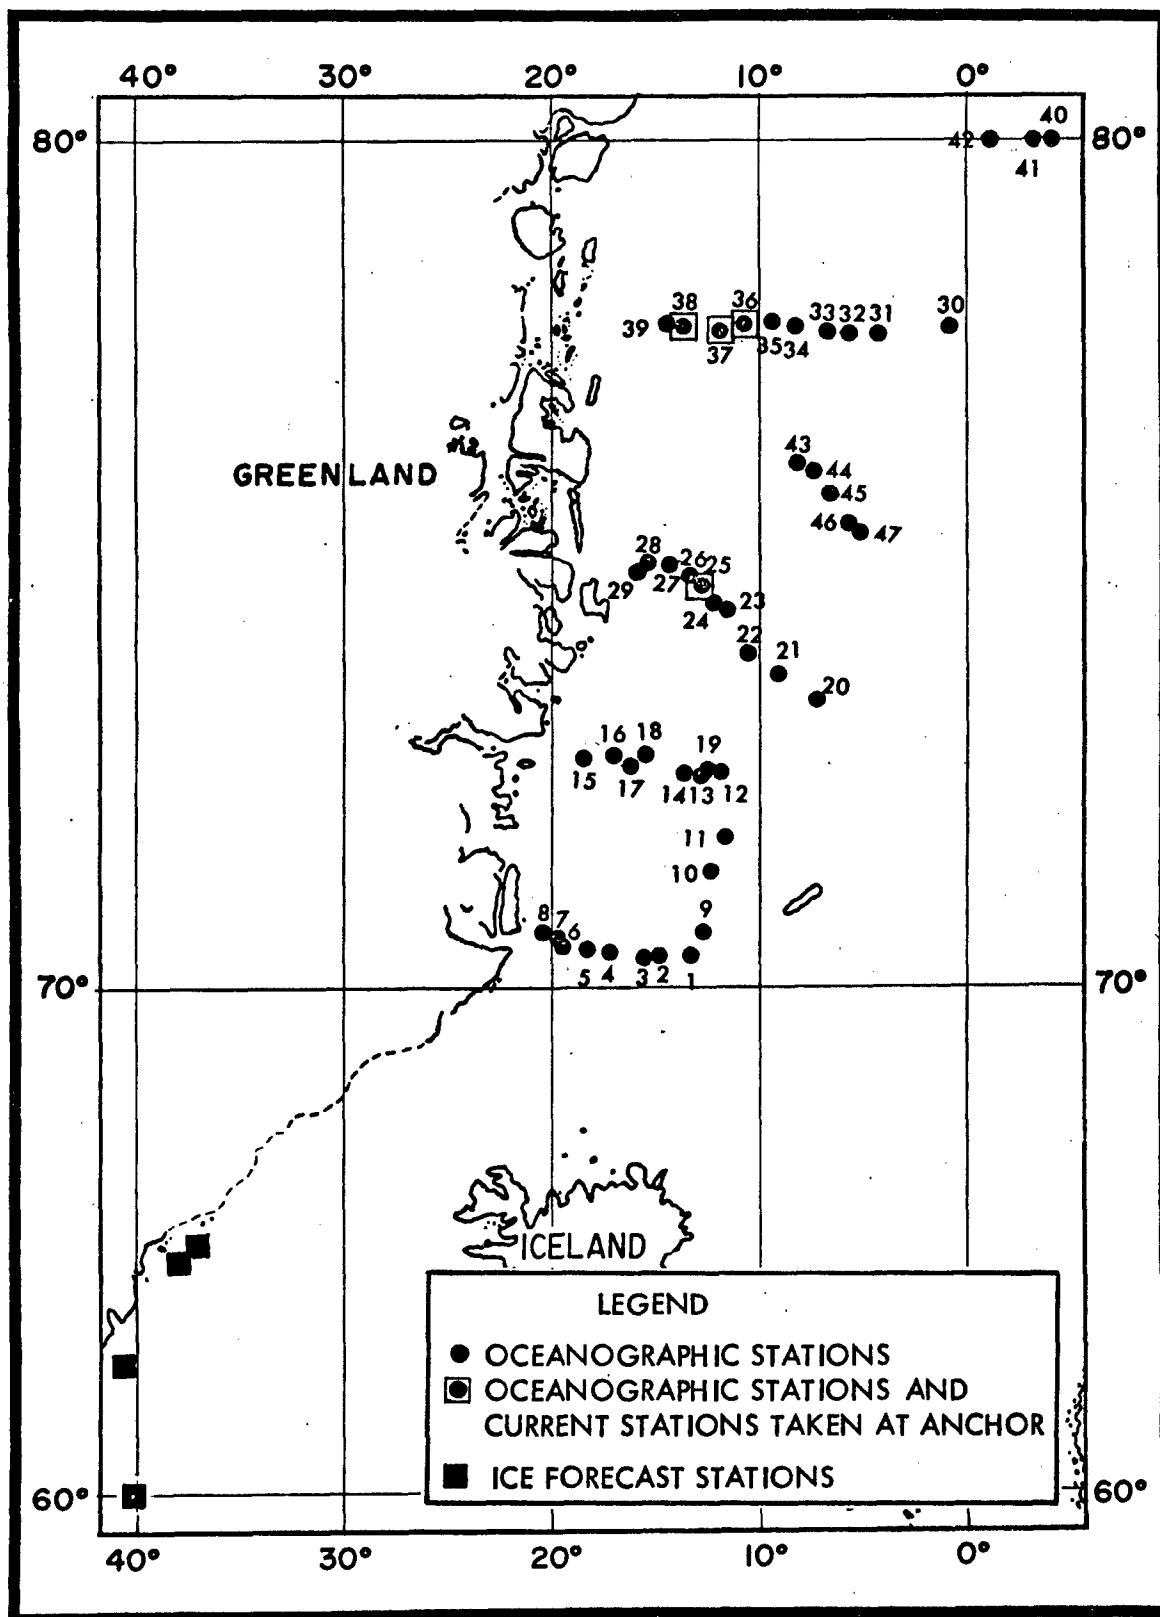 40° 30° 20° 10° 0°
40
80° 42 80°
41
38 36 33 32 31 30
39
37 35 34
43
GREENLAND 44
45
46 47
28 26 25
29 27 23
24
22 21
20
16 18 19
15 17 14 13 12
11
10
8 7 6 9
5 4 3 2 1
70° 70°
ICELAND
LEGEND
OCEANOGRAPHIC STATIONS
OCEANOGRAPHIC STATIONS AND
CURRENT STATIONS TAKEN AT ANCHOR
ICE FORECAST STATIONS
60° 60°
40° 30° 20° 10° 0°